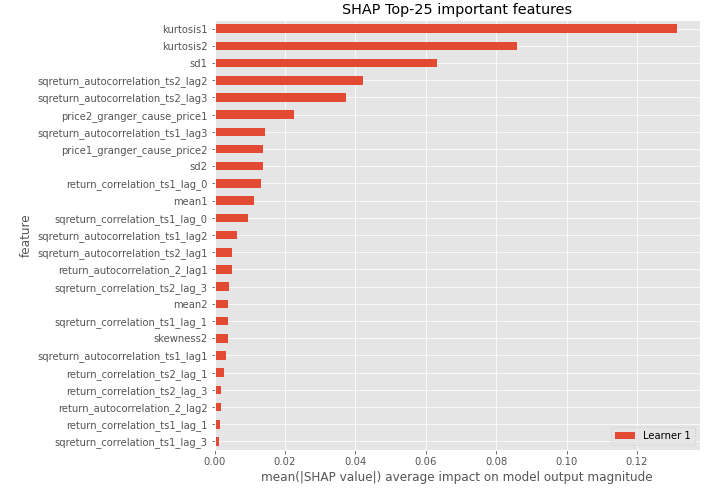 SHAP Top-25 important features
kurtosis1
kurtosis2
sd1
sqreturn_autocorrelation_ts2_lag2
sqreturn_autocorrelation_ts2_lag3
price2_granger_cause_price1
sqreturn_autocorrelation_ts1_lag3
price1_granger_cause_price2
sd2
return_correlation_ts1_lag_0
mean1
sqreturn_correlation_ts1_lag_0
sqreturn_autocorrelation_ts1_lag2
sqreturn_autocorrelation_ts2_lag1
return_autocorrelation_2_lag1
sqreturn_correlation_ts2_lag_3
mean2
sqreturn_correlation_ts1_lag_1
skewness2
sqreturn_autocorrelation_ts1_lag1
return_correlation_ts2_lag_1
return_correlation_ts2_lag_3
return_autocorrelation_2_lag2
return_correlation_ts1_lag_1
sqreturn_correlation_ts1_lag_3
feature
Learner 1
0.00 0.02 0.04 0.06 0.08 0.10 0.12
mean(|SHAP value|) average impact on model output magnitude